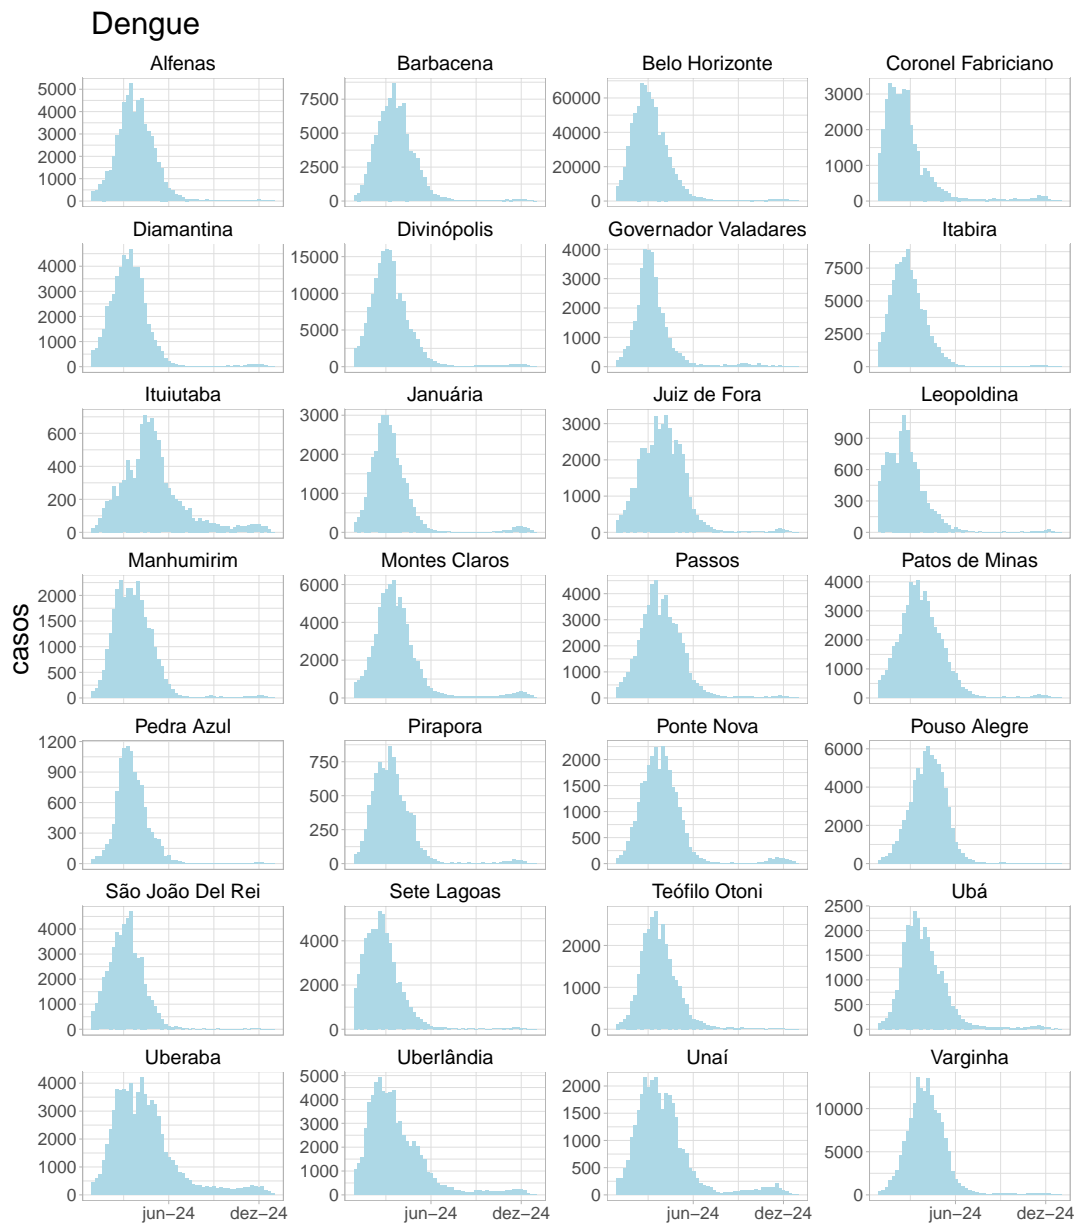 Dengue
Alfenas Barbacena Belo Horizonte Coronel Fabriciano
5000 4000 3000 2000 1000 0
7500 5000 2500 0
60000 40000 20000 0
3000 2000 1000 0
Diamantina Divinópolis Governador Valadares Itabira
4000 3000 2000 1000 0
15000 10000 5000 0
4000 3000 2000 1000 0
7500 5000 2500 0
Ituiutaba Januária Juiz de Fora Leopoldina
600 400 200 0
3000 2000 1000 0
3000 2000 1000 0
900 600 300 0
Manhumirim Montes Claros Passos Patos de Minas
2000 1500 1000 500 0
6000 4000 2000 0
4000 3000 2000 1000 0
4000 3000 2000 1000 0
casos
Pedra Azul Pirapora Ponte Nova Pouso Alegre
1200 900 600 300 0
750 500 250 0
2000 1500 1000 500 0
6000 4000 2000 0
São João Del Rei Sete Lagoas Teófilo Otoni Ubá
4000 3000 2000 1000 0
4000 2000 0
2000 1000 0
2500 2000 1500 1000 500 0
Uberaba Uberlândia Unaí Varginha
4000 3000 2000 1000 0
5000 4000 3000 2000 1000 0
2000 1500 1000 500 0
10000 5000 0
jun−24 dez−24 jun−24 dez−24 jun−24 dez−24 jun−24 dez−24